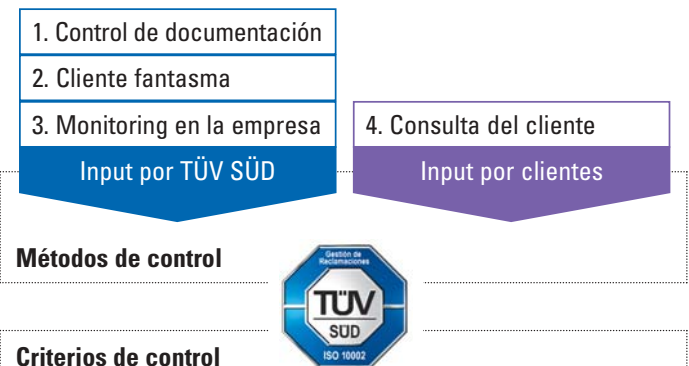 1. Control de documentación
2. Cliente fantasma
3. Monitoring en la empresa
4. Consulta del cliente
Input por TÜV SÜD
Input por clientes
Métodos de control
Gestión de
Reclamaciones
TÜV
SÜD
ISO 10002
Criterios de control